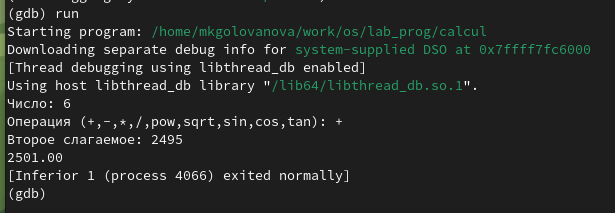 (gdb) run
Starting program: /home/mkgolovanova/work/os/lab_prog/calcul
Downloading separate debug info for system-supplied DSO at 0x7ffff7fc6000
[Thread debugging using libthread_db enabled]
Using host libthread_db library "/lib64/libthread_db.so.1".
Число: 6
Операция (+,-,*,/,pow,sqrt,sin,cos,tan): +
Второе слагаемое: 2495
2501.00
[Inferior 1 (process 4066) exited normally]
(gdb)